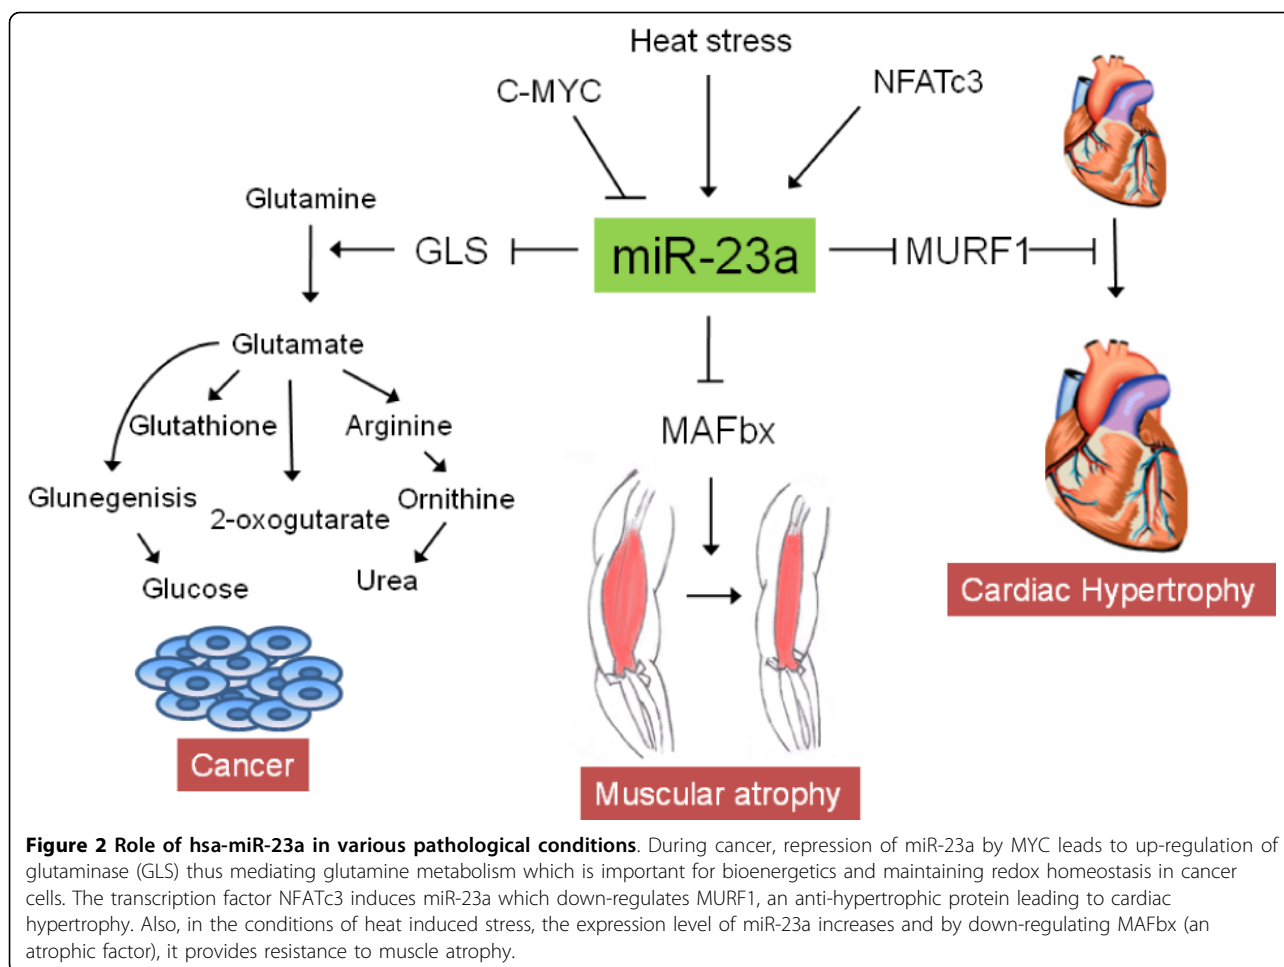 Heat stress
C-MYC
NFATc3
Glutamine
GLS
miR-23a
MURF1
Glutamate
Glutathione
Arginine
MAFbx
Glunegenisis
2-oxogutarate
Ornithine
Glucose
Urea
Cardiac Hypertrophy
Cancer
Muscular atrophy
Figure 2 Role of hsa-miR-23a in various pathological conditions. During cancer, repression of miR-23a by MYC leads to up-regulation of
glutaminase (GLS) thus mediating glutamine metabolism which is important for bioenergetics and maintaining redox homeostasis in cancer
cells. The transcription factor NFATc3 induces miR-23a which down-regulates MURF1, an anti-hypertrophic protein leading to cardiac
hypertrophy. Also, in the conditions of heat induced stress, the expression level of miR-23a increases and by down-regulating MAFbx (an
atrophic factor), it provides resistance to muscle atrophy.